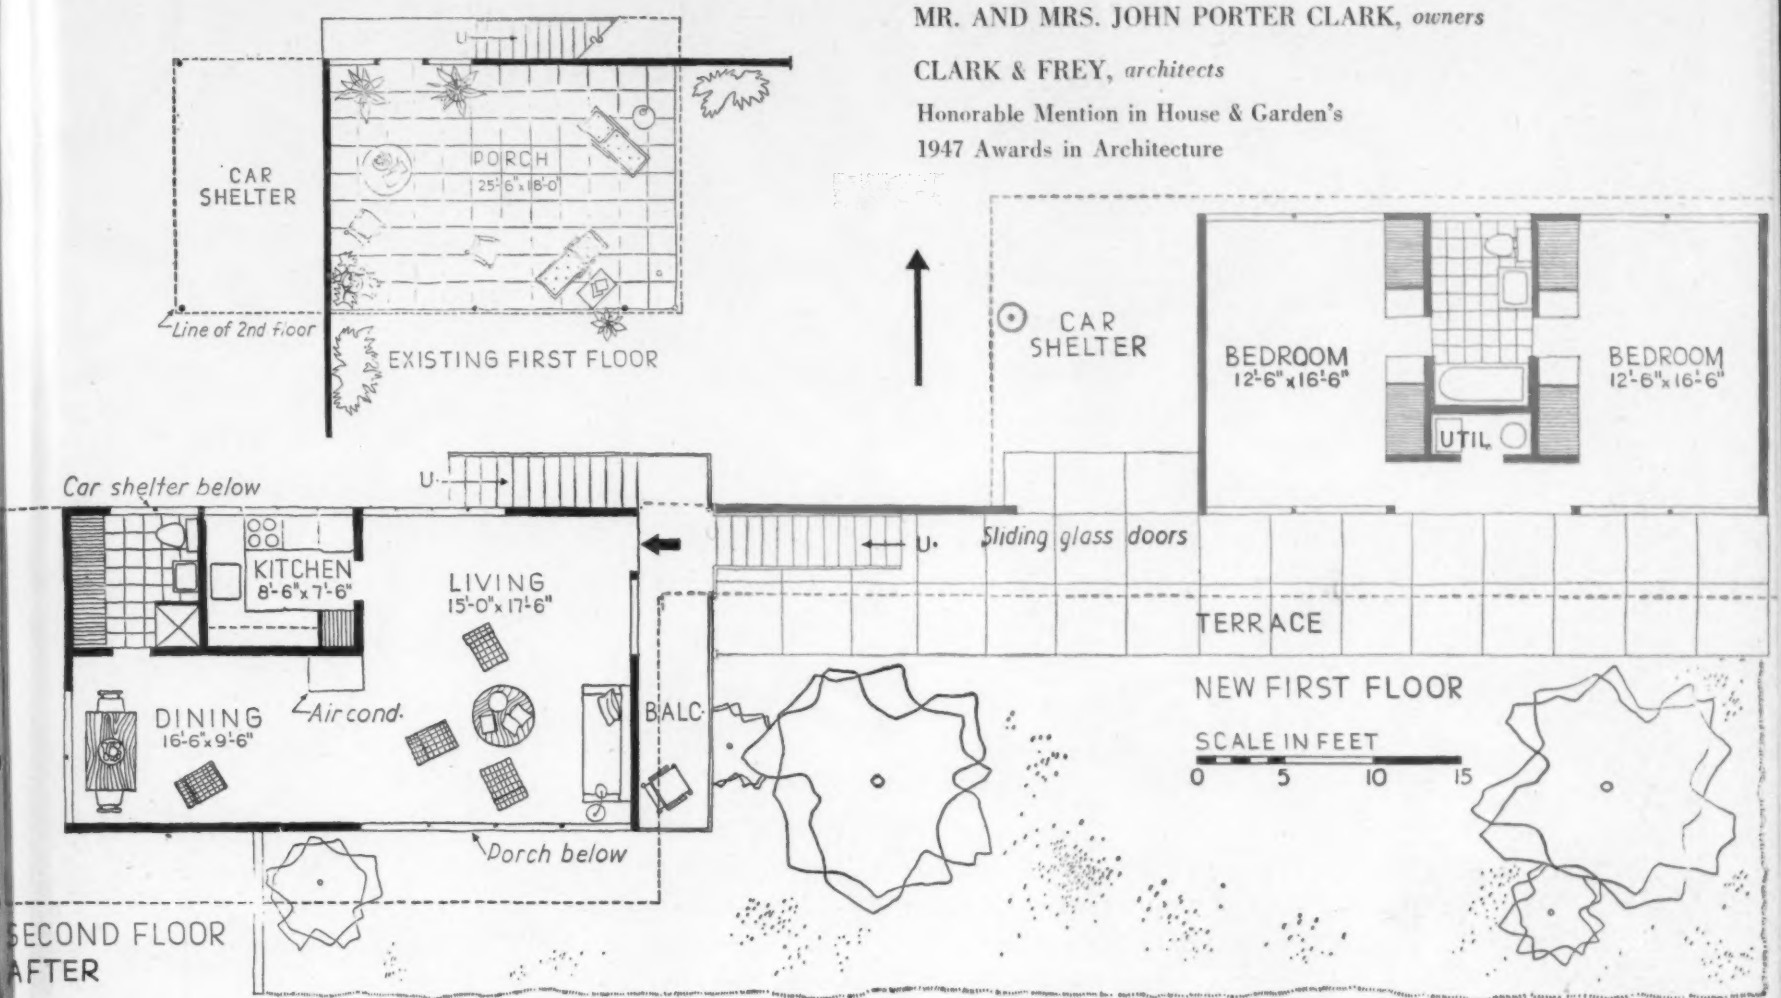 MR. AND MRS. JOHN PORTER CLARK, owners
CLARK & FREY, architects
Honorable Mention in House & Garden's
1947 Awards in Architecture
U
CAR
SHELTER
PORCH
25'-6" x 18'-0"
Line of 2nd floor
EXISTING FIRST FLOOR
CAR
SHELTER
BEDROOM
12'-6" x 16'-6"
BEDROOM
12'-6" x 16'-6"
UTIL.
Car shelter below
U.
U.
Sliding glass doors
KITCHEN
8'-6" x 7'-6"
LIVING
15'-0" x 17'-6"
TERRACE
NEW FIRST FLOOR
SCALE IN FEET
0 5 10 15
DINING
16'-6" x 9'-6"
Air cond.
BALC.
Porch below
SECOND FLOOR
AFTER